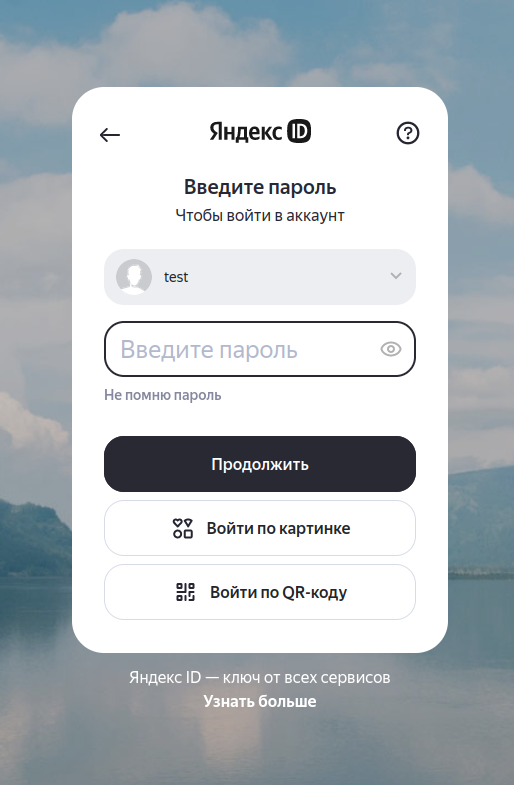 Яндекс ID
Введите пароль
Чтобы войти в аккаунт
test
Введите пароль
Не помню пароль
Продолжить
Войти по картинке
Войти по QR-коду
Яндекс ID — ключ от всех сервисов
Узнать больше